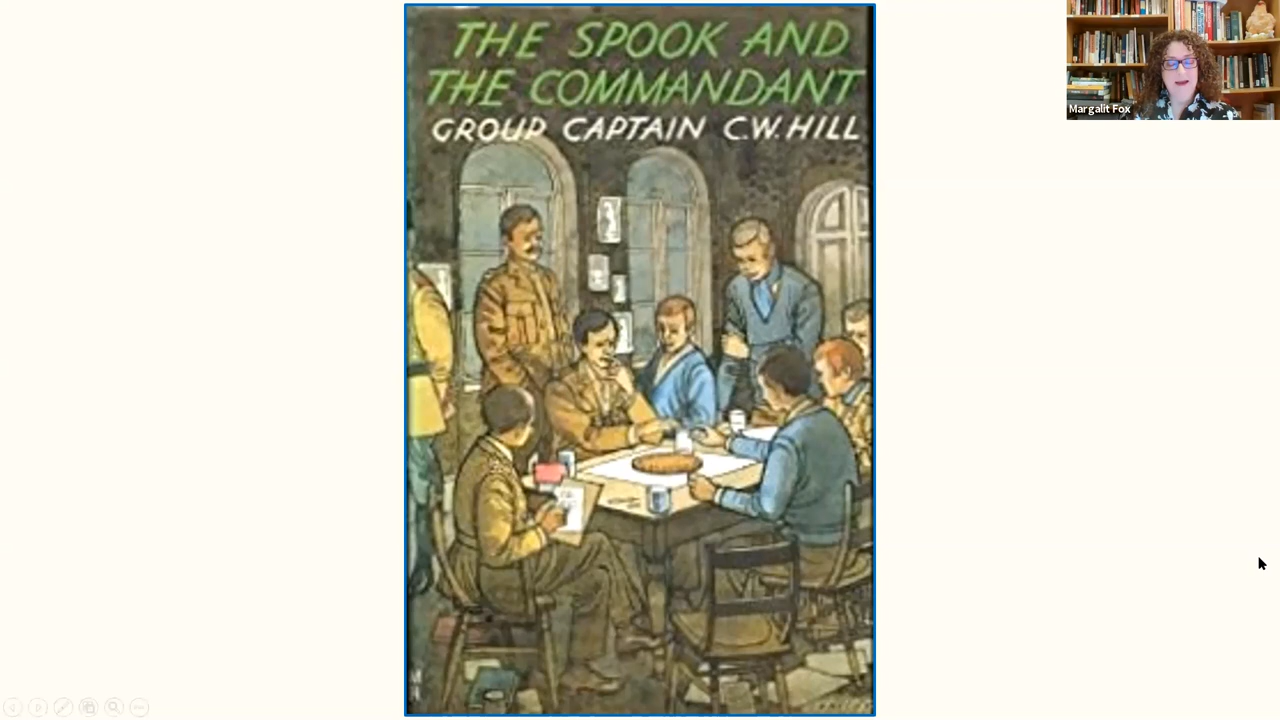 THE SPOOK AND
THE COMMANDANT
GROUP CAPTAIN C.W. HILL
Margalit Fox